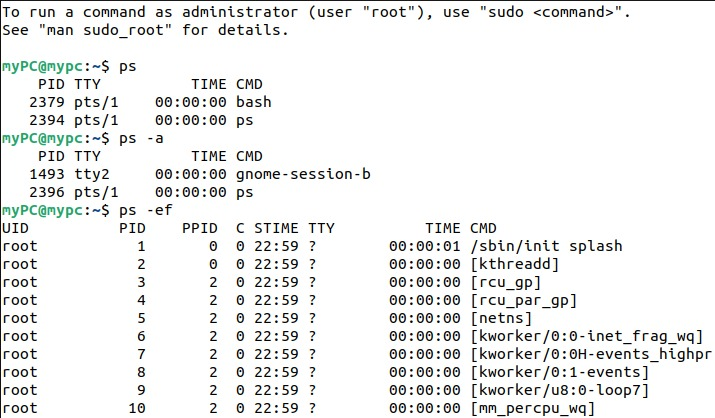 To run a command as administrator (user "root"), use "sudo <command>".
See "man sudo_root" for details.
myPC@mypc:~$ ps
PID TTY TIME CMD
2379 pts/1 00:00:00 bash
2394 pts/1 00:00:00 ps
myPC@mypc:~$ ps -a
PID TTY TIME CMD
1493 tty2 00:00:00 gnome-session-b
2396 pts/1 00:00:00 ps
myPC@mypc:~$ ps -ef
UID PID PPID C STIME TTY TIME CMD
root 1 0 0 22:59 ? 00:00:01 /sbin/init splash
root 2 0 0 22:59 ? 00:00:00 [kthreadd]
root 3 2 0 22:59 ? 00:00:00 [rcu_gp]
root 4 2 0 22:59 ? 00:00:00 [rcu_par_gp]
root 5 2 0 22:59 ? 00:00:00 [netns]
root 6 2 0 22:59 ? 00:00:00 [kworker/0:0-inet_frag_wq]
root 7 2 0 22:59 ? 00:00:00 [kworker/0:0H-events_highpr
root 8 2 0 22:59 ? 00:00:00 [kworker/0:1-events]
root 9 2 0 22:59 ? 00:00:00 [kworker/u8:0-loop7]
root 10 2 0 22:59 ? 00:00:00 [mm_percpu_wq]